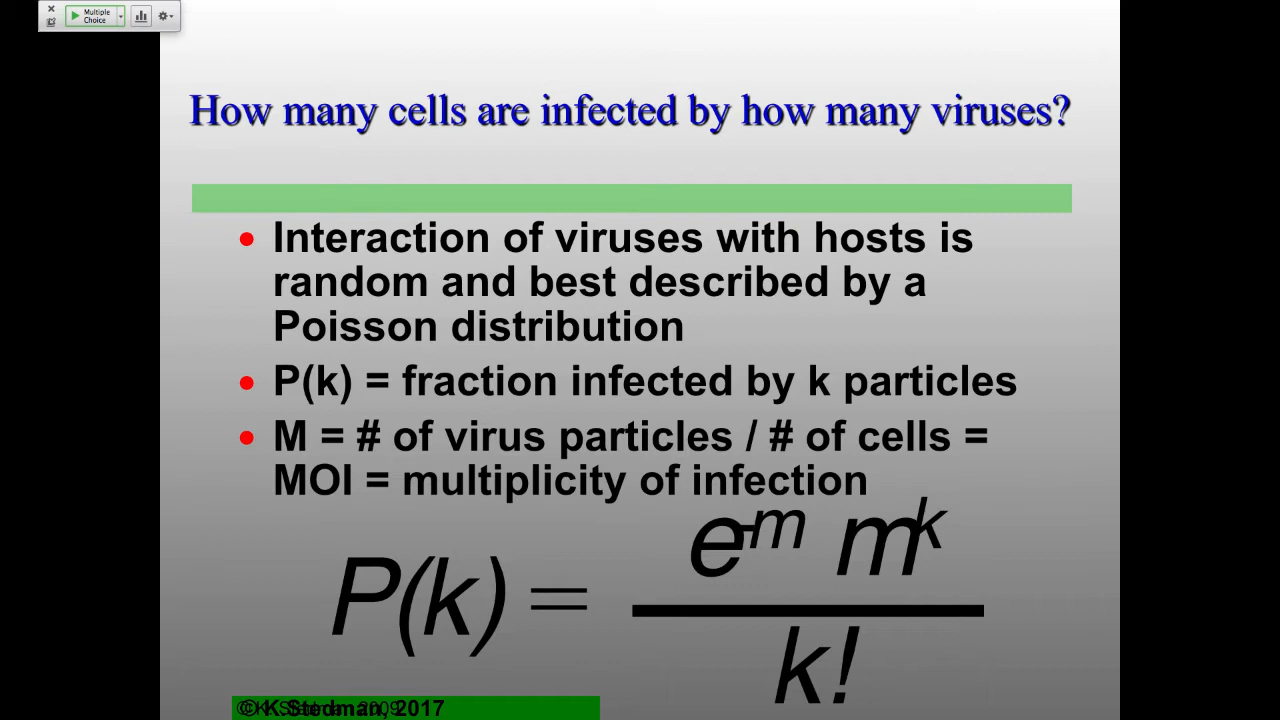 Multiple
Choice
How many cells are infected by how many viruses?
• Interaction of viruses with hosts is
random and best described by a
Poisson distribution
• P(k) = fraction infected by k particles
• M = # of virus particles / # of cells =
MOI = multiplicity of infection
P(k) = e⁻ᵐ mᵏ
k!
© K.Stedman, 2017